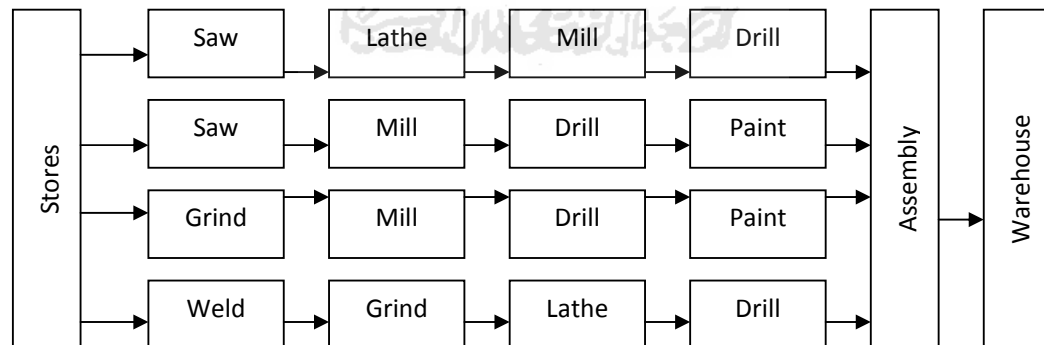 Stores
Saw
Lathe
Mill
Drill
Saw
Mill
Drill
Paint
Grind
Mill
Drill
Paint
Weld
Grind
Lathe
Drill
Assembly
Warehouse